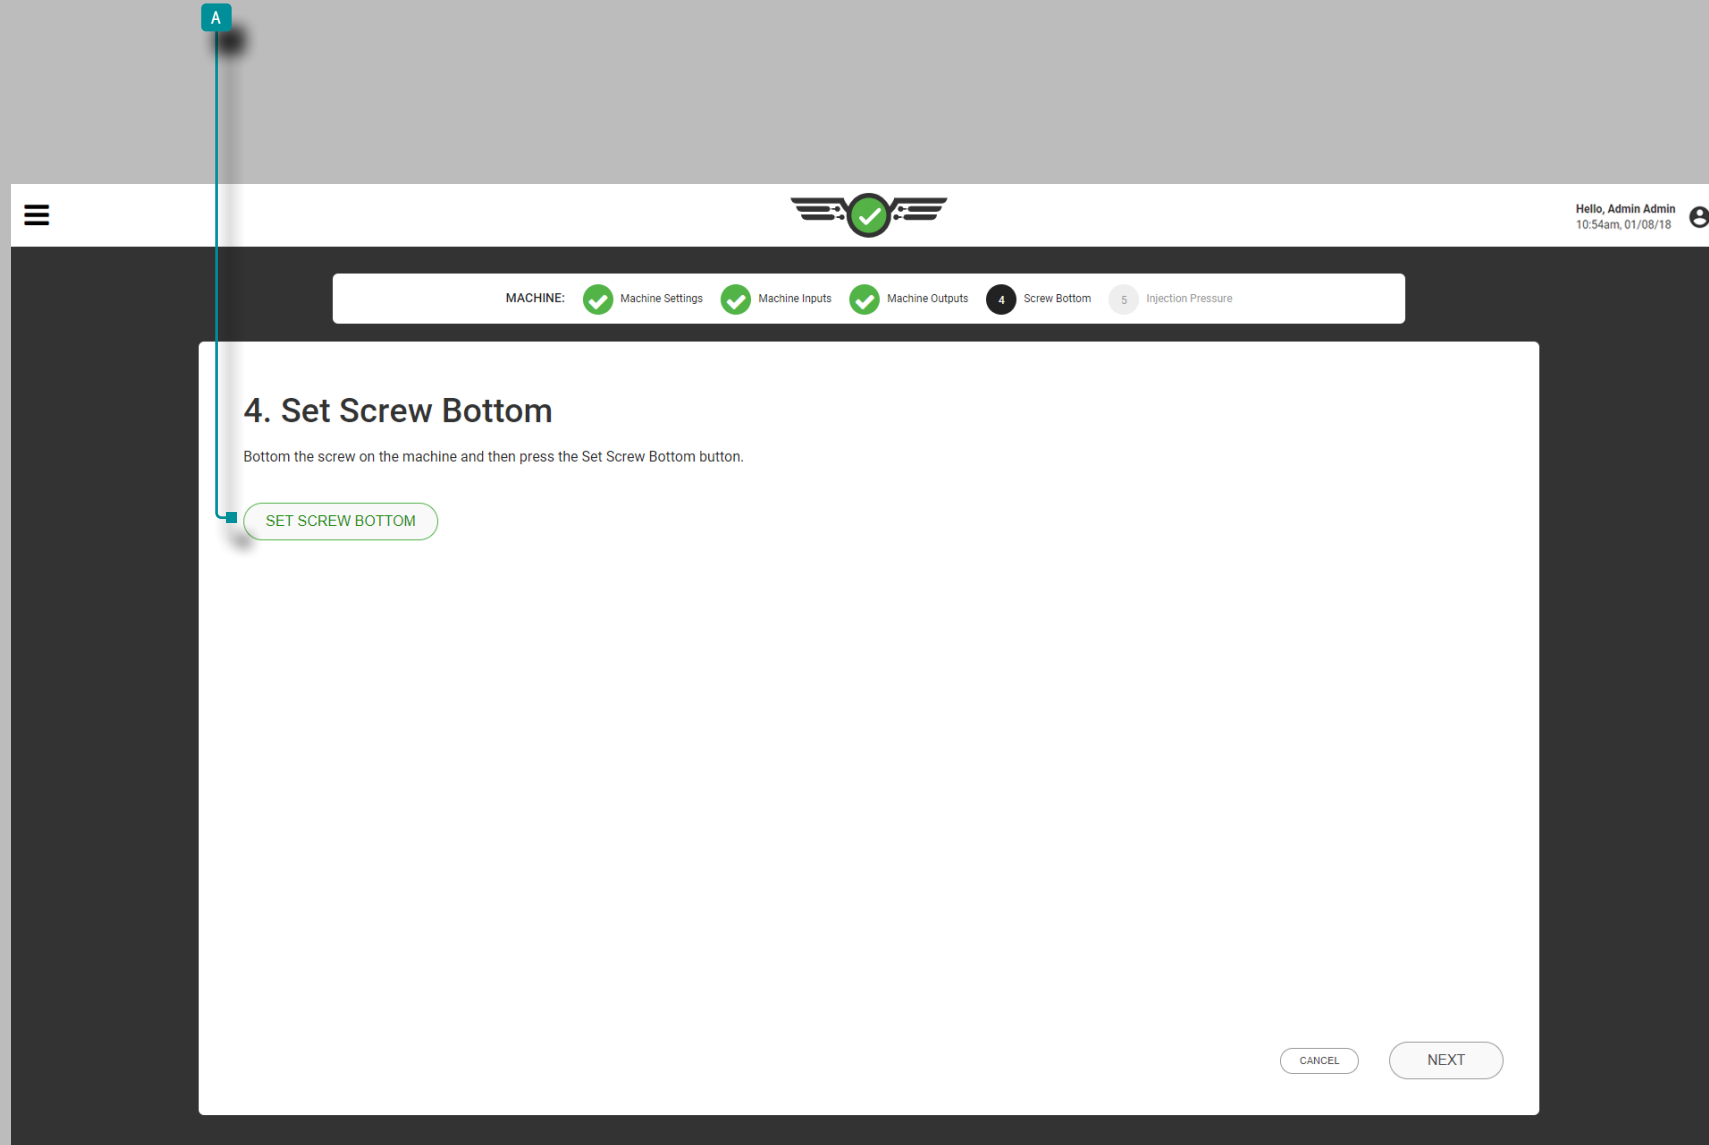 A
Hello, Admin Admin
10:54am, 01/08/18
MACHINE: Machine Settings Machine Inputs Machine Outputs 4 Screw Bottom 5 Injection Pressure
4. Set Screw Bottom
Bottom the screw on the machine and then press the Set Screw Bottom button.
SET SCREW BOTTOM
CANCEL NEXT